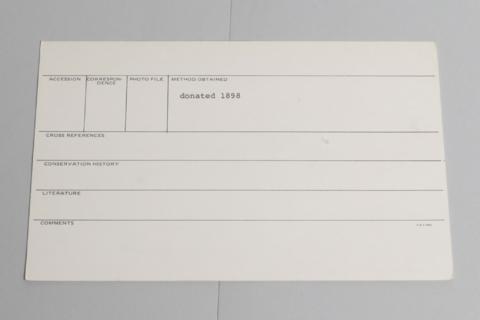 ACCESSION CORRESPON- PHOTO FILE METHOD OBTAINED
DENCE
donated 1898
CROSS REFERENCES
CONSERVATION HISTORY
LITERATURE
COMMENTS